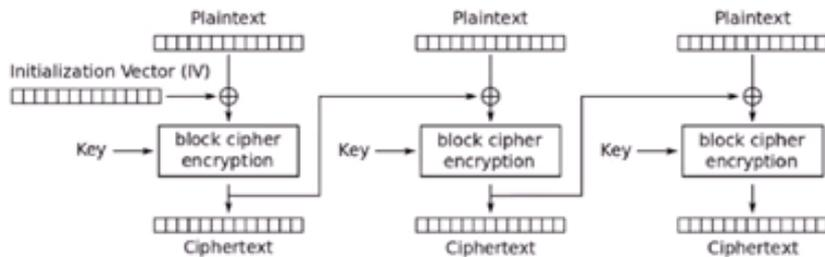 Plaintext
Plaintext
Plaintext
Initialization Vector (IV)
Key
block cipher
encryption
Key
block cipher
encryption
Key
block cipher
encryption
Ciphertext
Ciphertext
Ciphertext